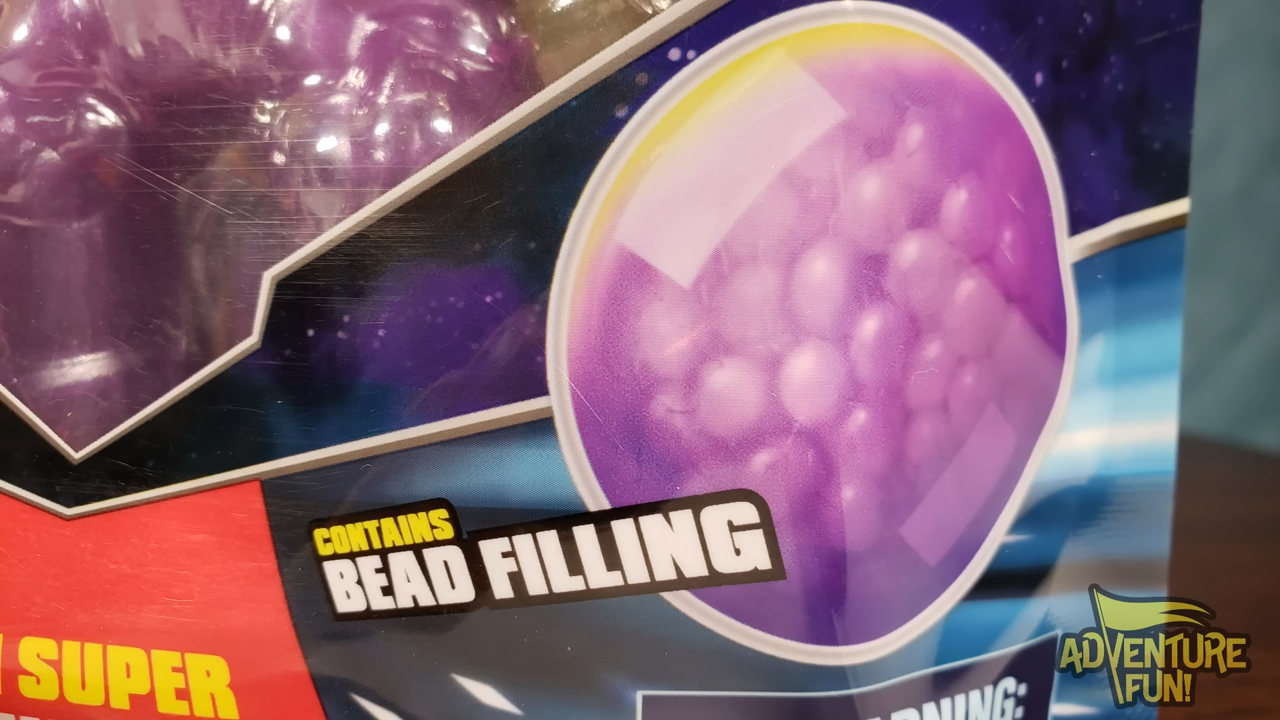 CONTAINS
BEAD FILLING
SUPER
ADVENTURE
FUN!